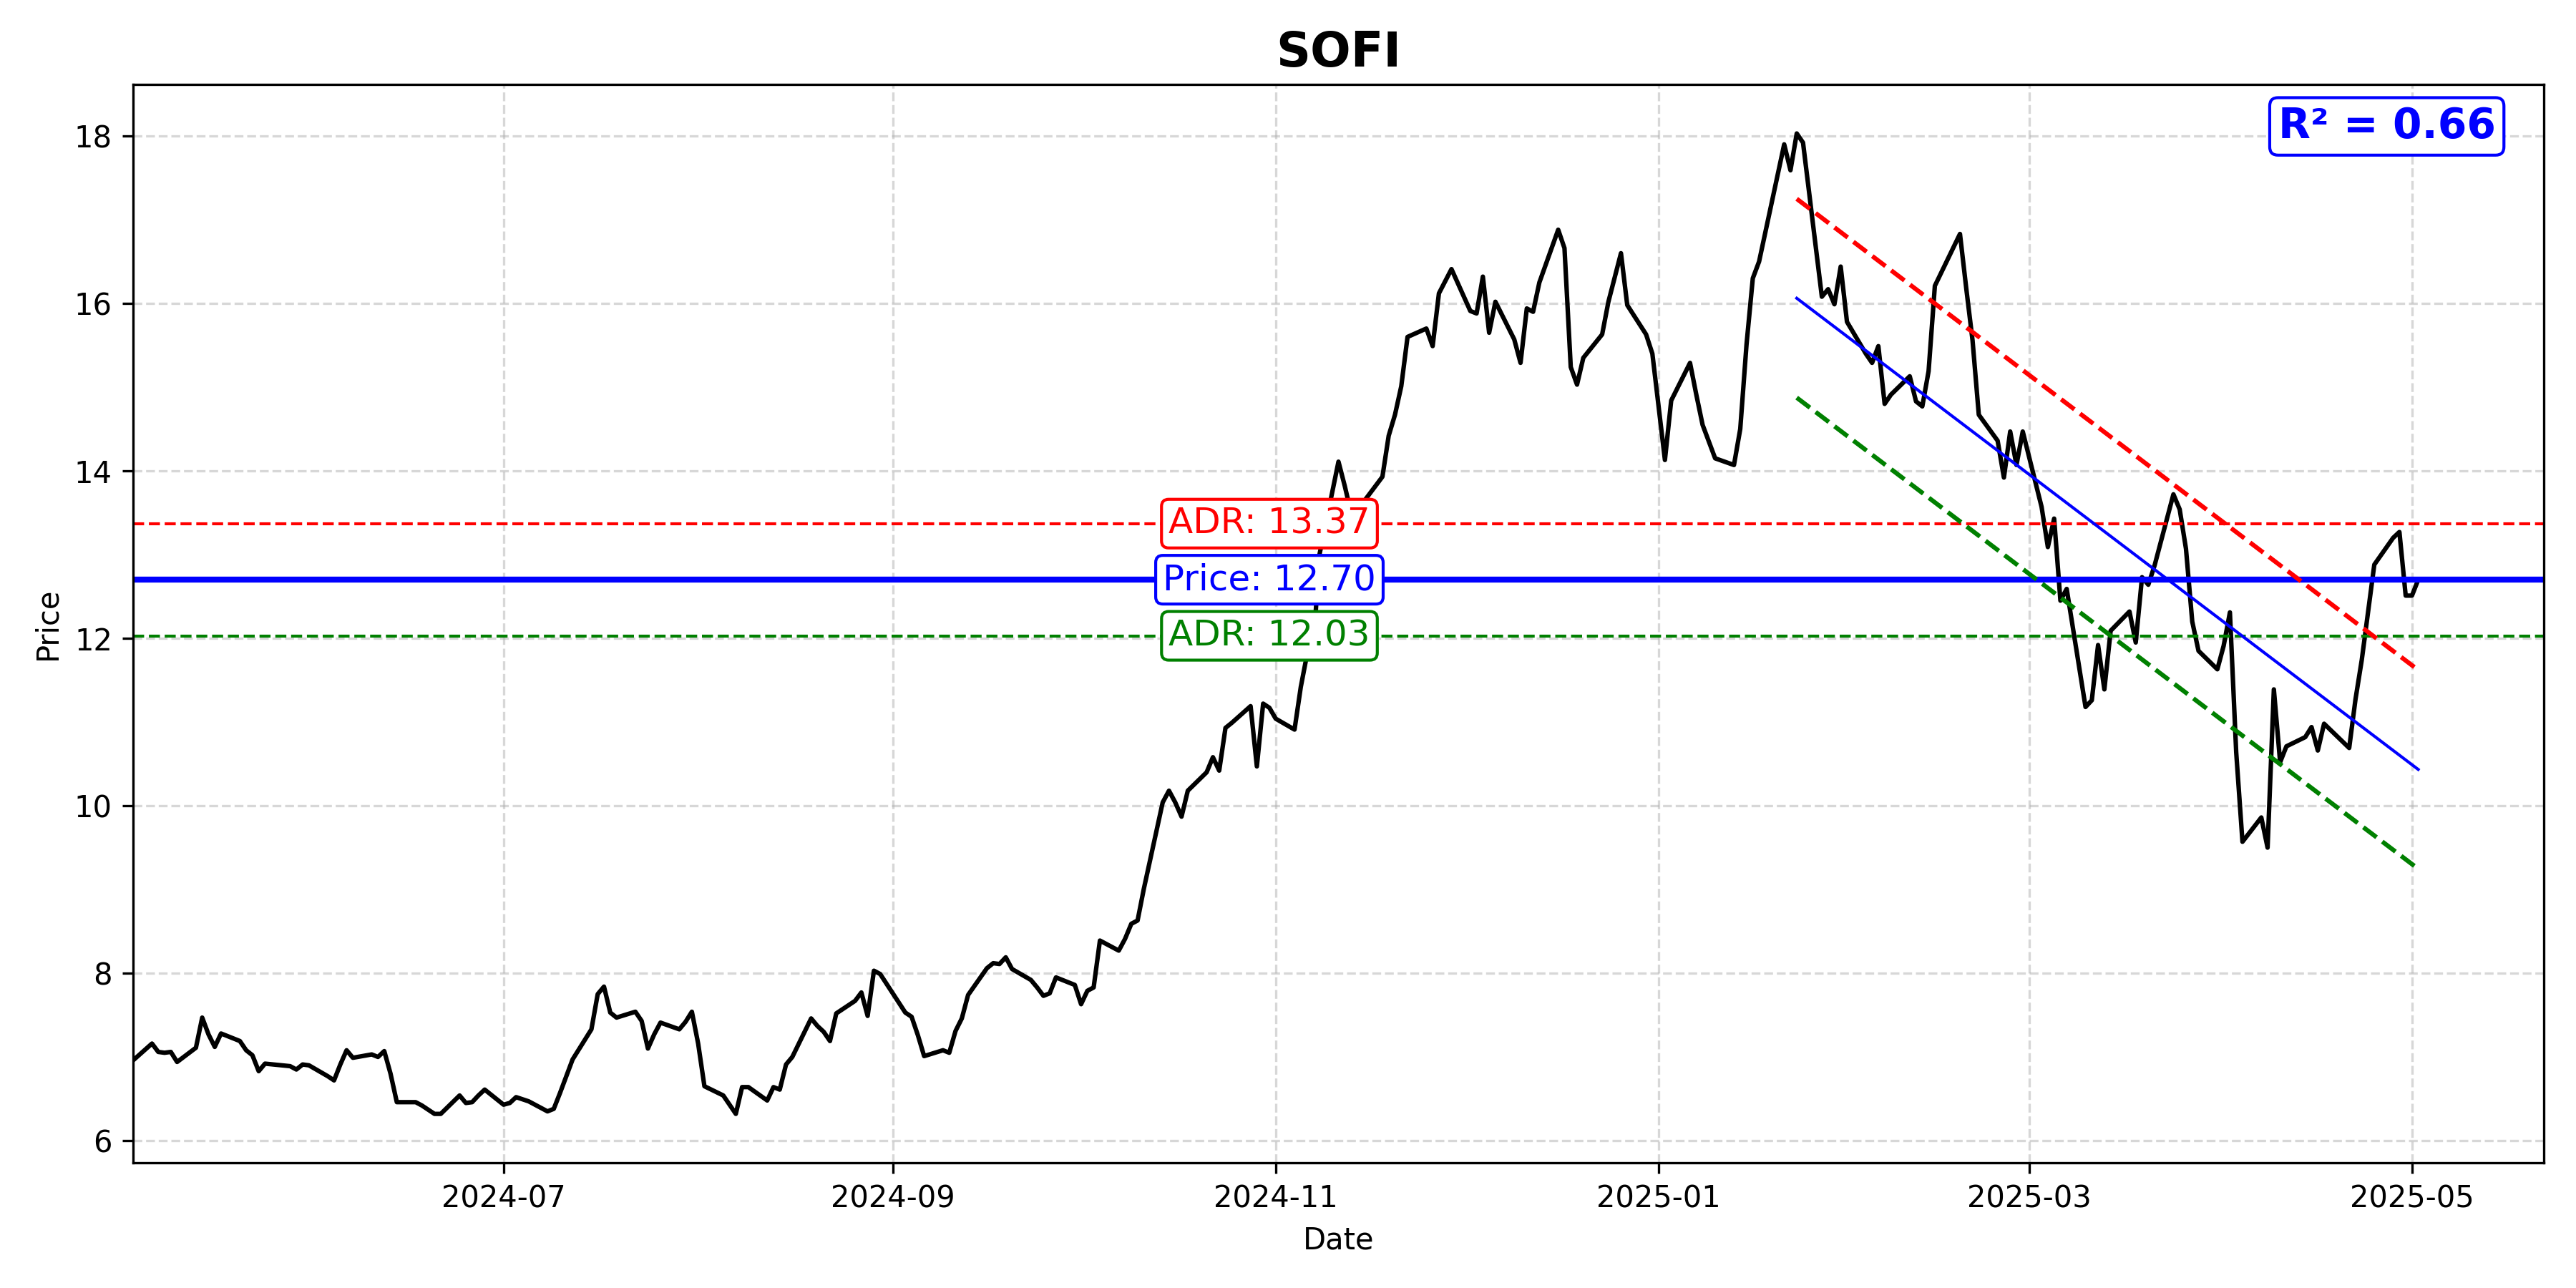 SOFI
R² = 0.66
18
16
14
12
10
8
6
Price
ADR: 13.37
Price: 12.70
ADR: 12.03
2024-07
2024-09
2024-11
2025-01
2025-03
2025-05
Date